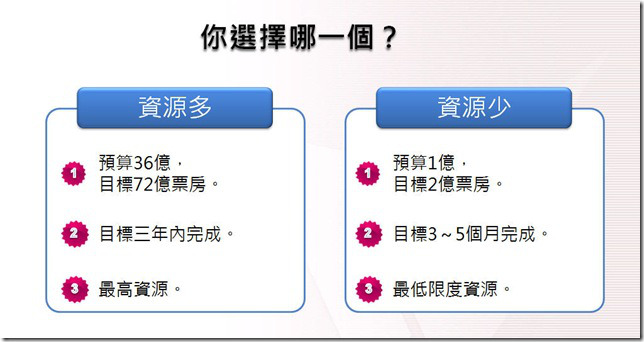 你選擇哪一個？
資源多
1 預算36億，
目標72億票房。
2 目標三年內完成。
3 最高資源。
資源少
1 預算1億，
目標2億票房。
2 目標3～5個月完成。
3 最低限度資源。